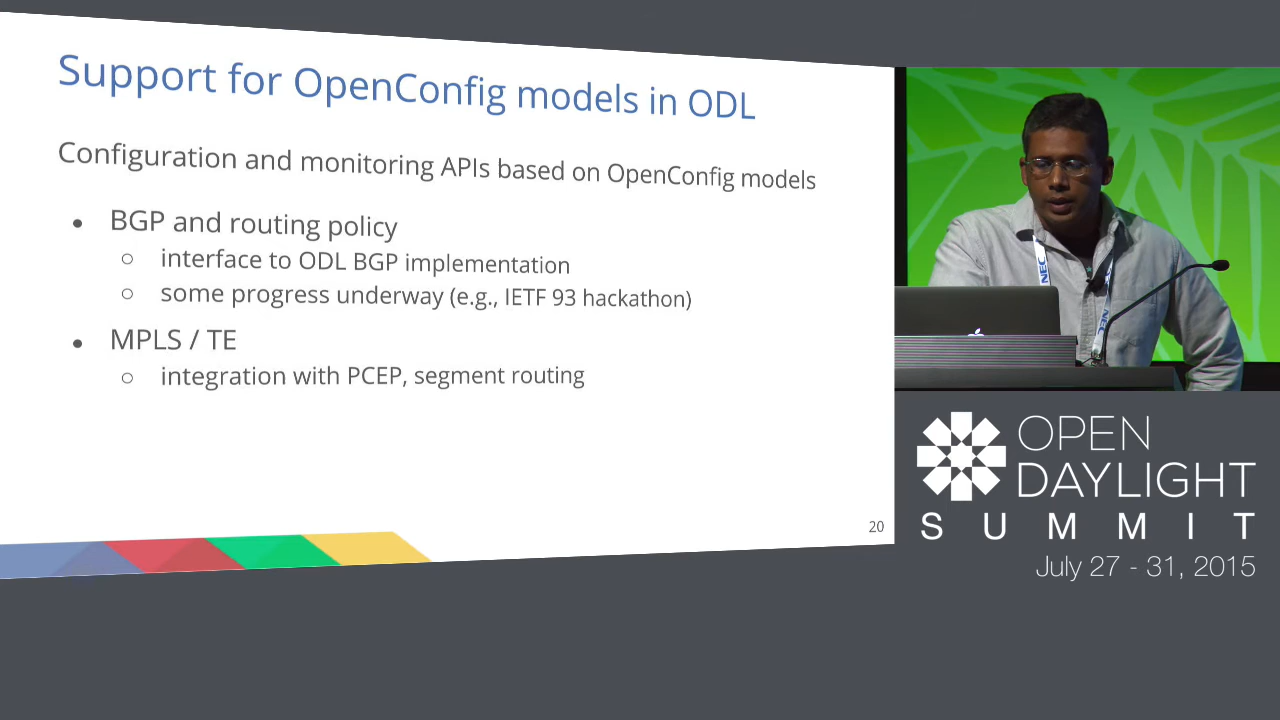 Support for OpenConfig models in ODL
Configuration and monitoring APIs based on OpenConfig models
• BGP and routing policy
○ interface to ODL BGP implementation
○ some progress underway (e.g., IETF 93 hackathon)
• MPLS / TE
○ integration with PCEP, segment routing
20
NEC
NEC
OPEN
DAYLIGHT
SUMMIT
July 27 - 31, 2015